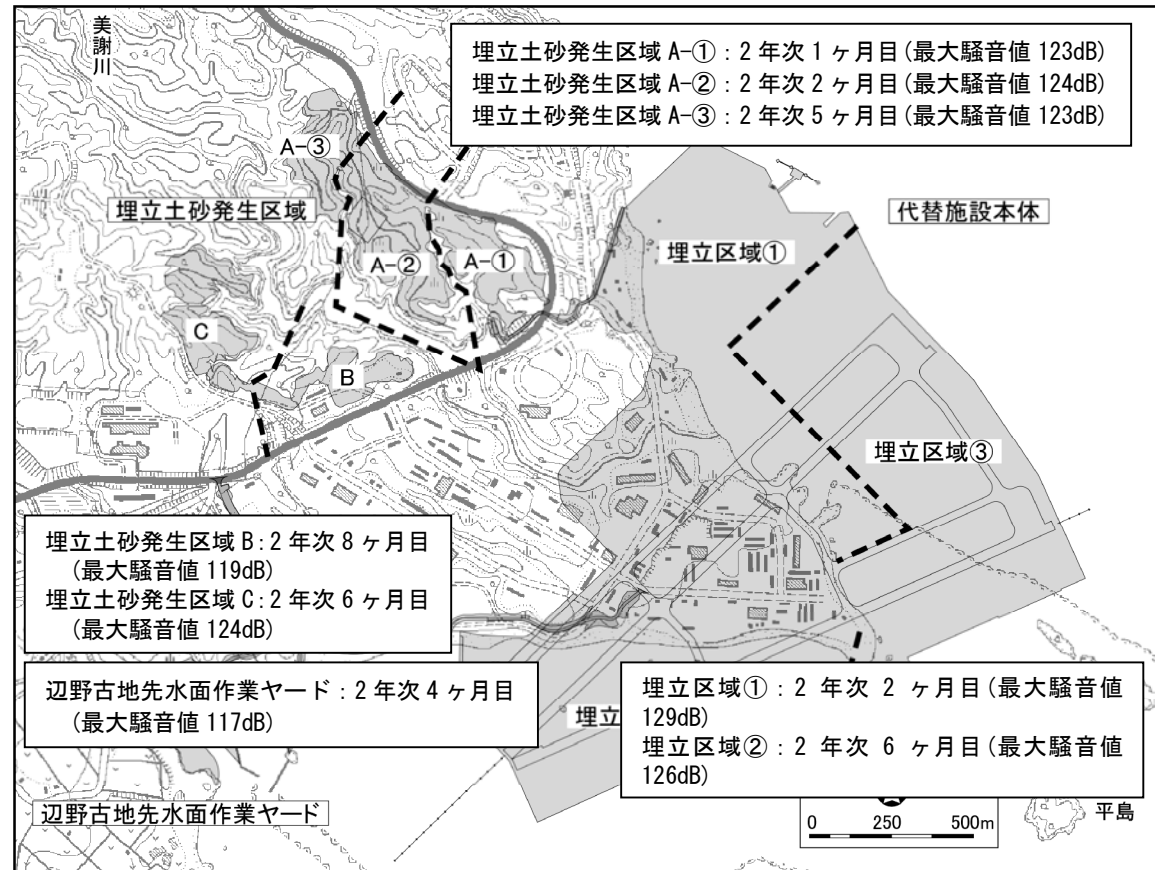 美謝川
埋立土砂発生区域 A-①：2 年次 1 ヶ月目(最大騒音値 123dB)
埋立土砂発生区域 A-②：2 年次 2 ヶ月目(最大騒音値 124dB)
埋立土砂発生区域 A-③：2 年次 5 ヶ月目(最大騒音値 123dB)
A-③
埋立土砂発生区域
代替施設本体
埋立区域①
A-②
A-①
C
B
埋立区域③
埋立土砂発生区域 B：2 年次 8 ヶ月目
(最大騒音値 119dB)
埋立土砂発生区域 C：2 年次 6 ヶ月目
(最大騒音値 124dB)
辺野古地先水面作業ヤード：2 年次 4 ヶ月目
(最大騒音値 117dB)
埋立
埋立区域①：2 年次 2 ヶ月目(最大騒音値
129dB)
埋立区域②：2 年次 6 ヶ月目(最大騒音値
126dB)
辺野古地先水面作業ヤード
0 250 500m
平島